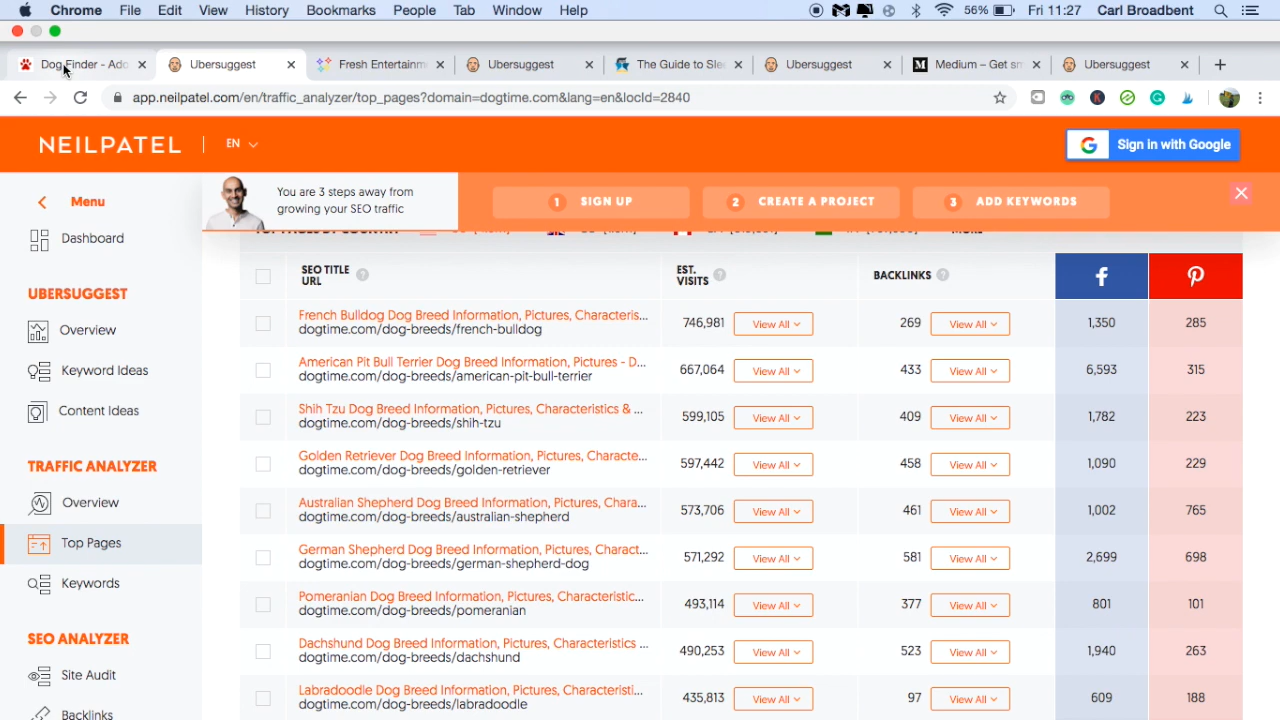 Chrome File Edit View History Bookmarks People Tab Window Help 56% Fri 11:27 Carl Broadbent
Dog Finder - Ado Ubersuggest Fresh Entertainm Ubersuggest The Guide to Sle Ubersuggest Medium – Get sm Ubersuggest
app.neilpatel.com/en/traffic_analyzer/top_pages?domain=dogtime.com&lang=en&locId=2840
NEILPATEL EN Sign in with Google
You are 3 steps away from
growing your SEO traffic
1 SIGN UP 2 CREATE A PROJECT 3 ADD KEYWORDS
Menu
Dashboard
UBERSUGGEST
Overview
Keyword Ideas
Content Ideas
TRAFFIC ANALYZER
Overview
Top Pages
Keywords
SEO ANALYZER
Site Audit
Backlinks
SEO TITLE
URL
EST.
VISITS
BACKLINKS
French Bulldog Dog Breed Information, Pictures, Characteris...
dogtime.com/dog-breeds/french-bulldog
746,981 View All 269 View All 1,350 285
American Pit Bull Terrier Dog Breed Information, Pictures - D...
dogtime.com/dog-breeds/american-pit-bull-terrier
667,064 View All 433 View All 6,593 315
Shih Tzu Dog Breed Information, Pictures, Characteristics & ...
dogtime.com/dog-breeds/shih-tzu
599,105 View All 409 View All 1,782 223
Golden Retriever Dog Breed Information, Pictures, Characte...
dogtime.com/dog-breeds/golden-retriever
597,442 View All 458 View All 1,090 229
Australian Shepherd Dog Breed Information, Pictures, Chara...
dogtime.com/dog-breeds/australian-shepherd
573,706 View All 461 View All 1,002 765
German Shepherd Dog Breed Information, Pictures, Charact...
dogtime.com/dog-breeds/german-shepherd-dog
571,292 View All 581 View All 2,699 698
Pomeranian Dog Breed Information, Pictures, Characteristic...
dogtime.com/dog-breeds/pomeranian
493,114 View All 377 View All 801 101
Dachshund Dog Breed Information, Pictures, Characteristics ...
dogtime.com/dog-breeds/dachshund
490,253 View All 523 View All 1,940 263
Labradoodle Dog Breed Information, Pictures, Characteristi...
dogtime.com/dog-breeds/labradoodle
435,813 View All 97 View All 609 188